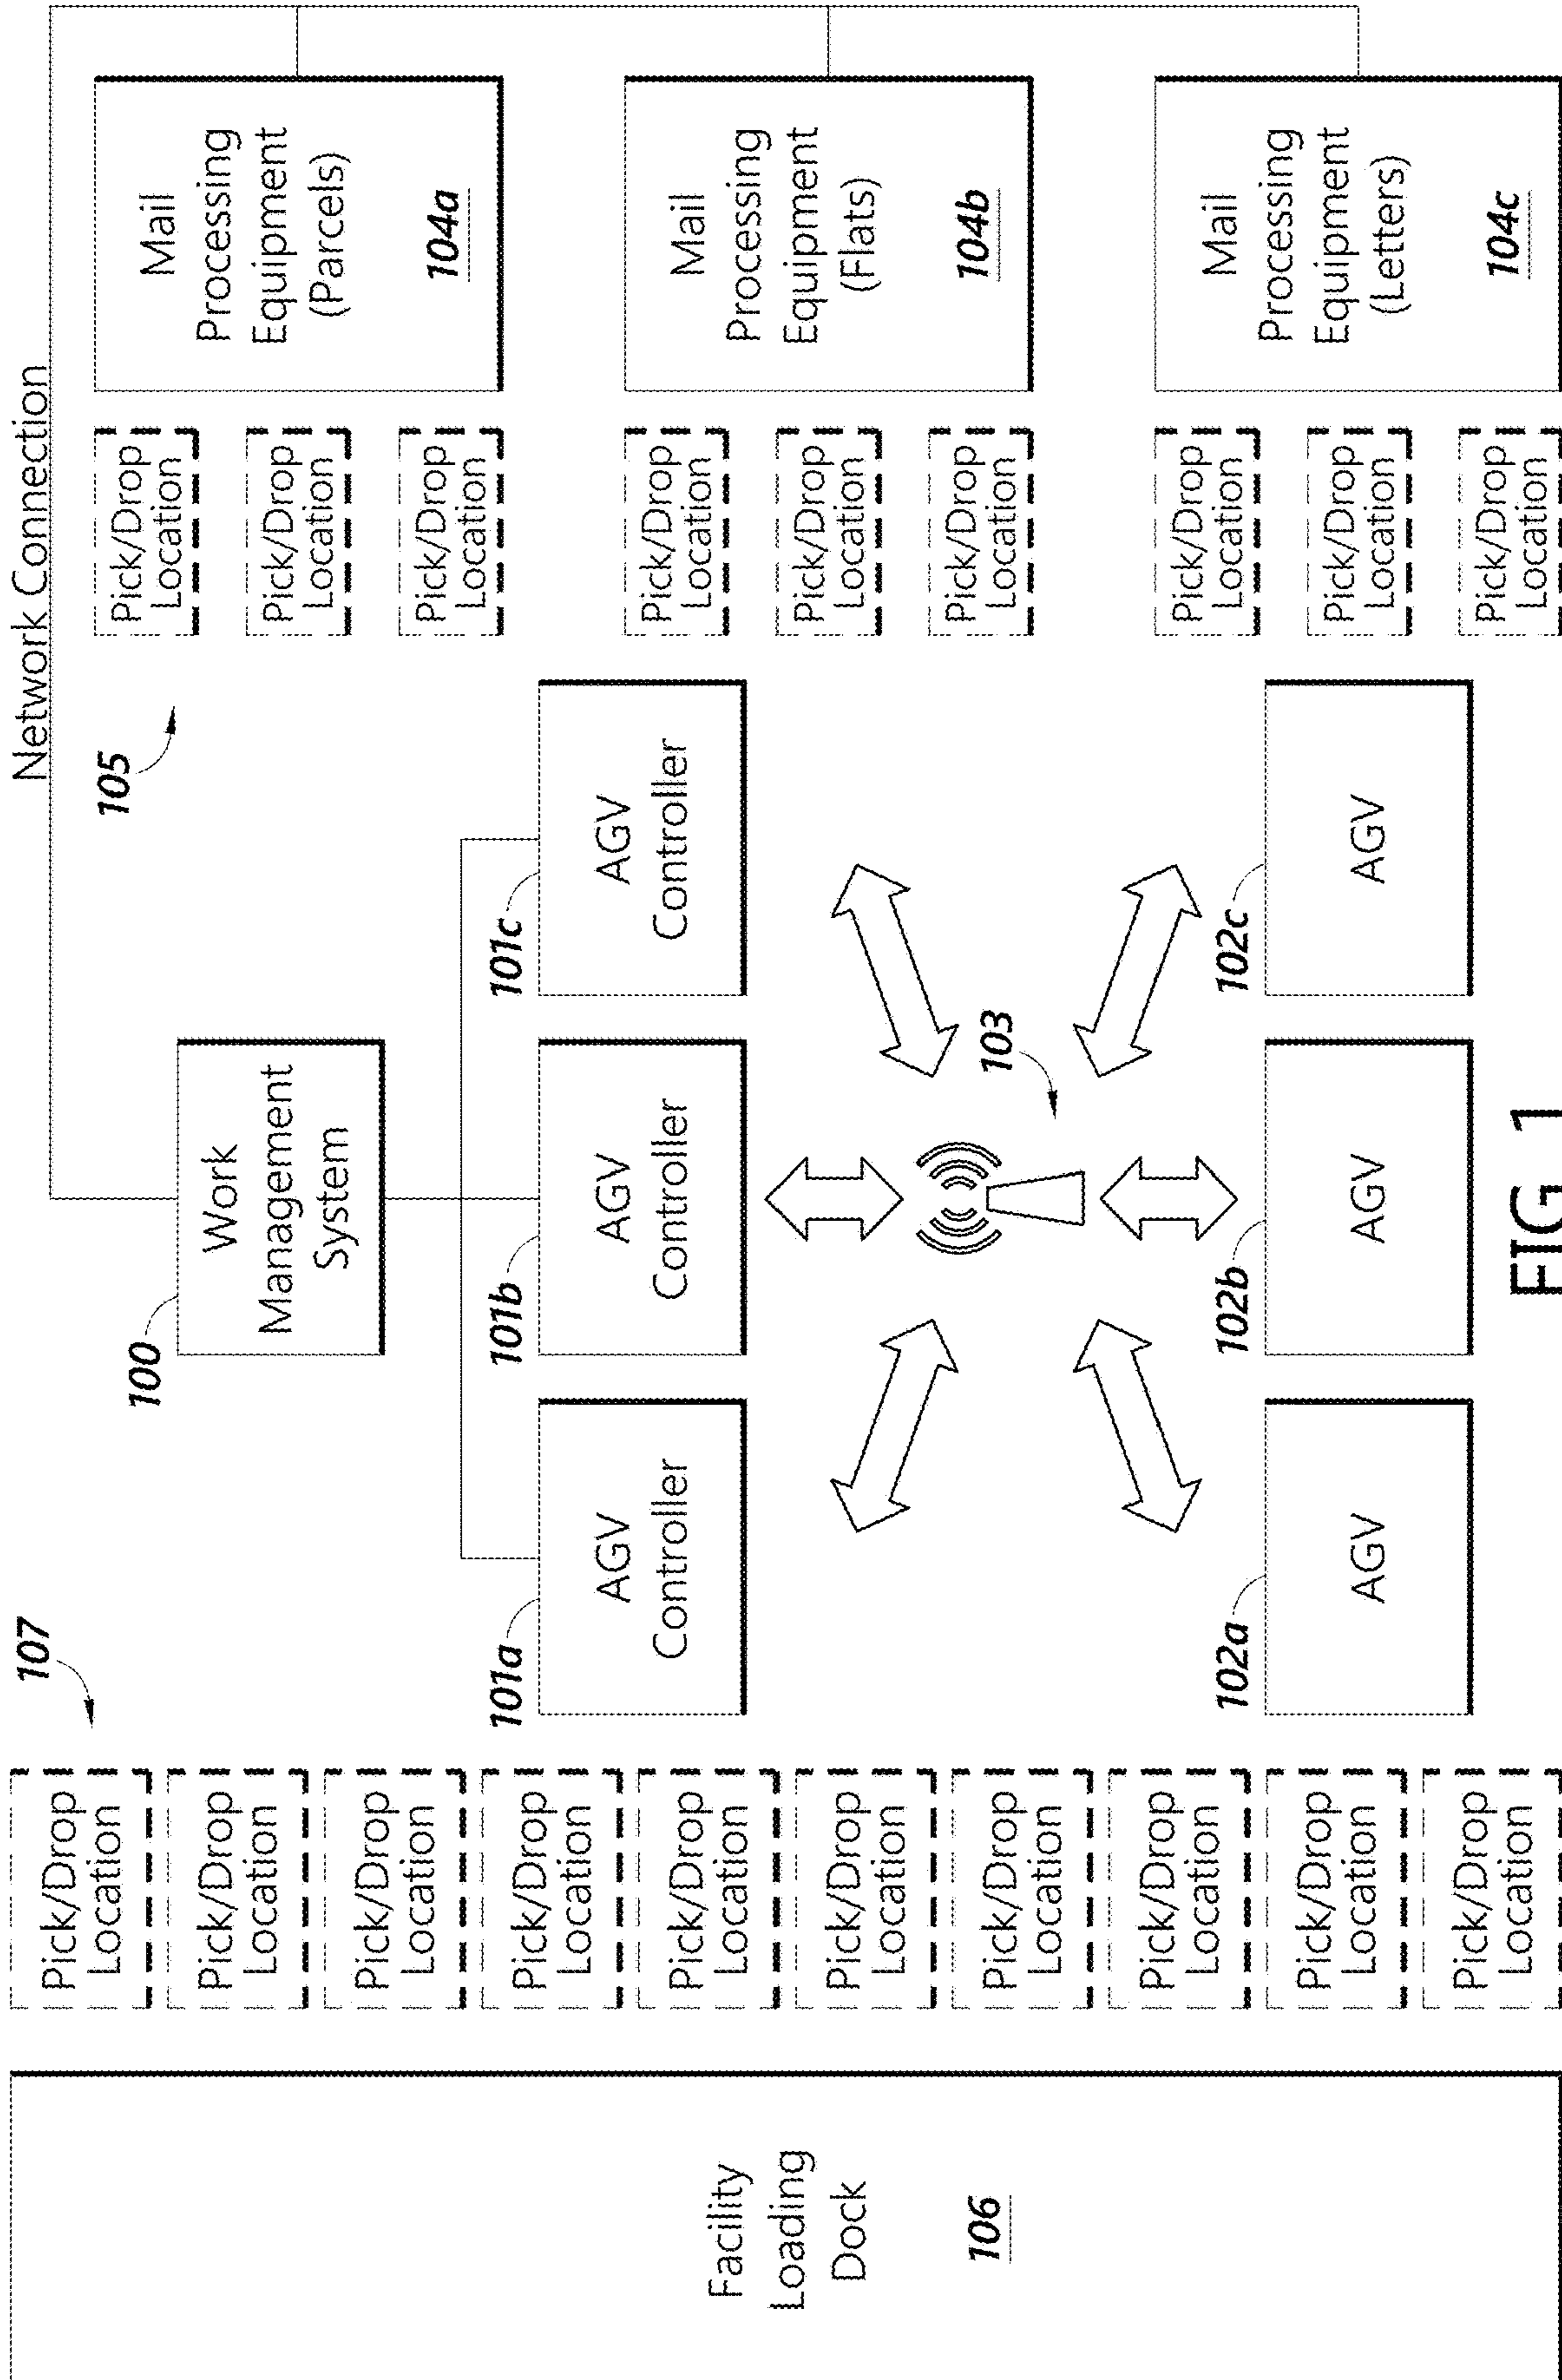 Facility
Loading
Dock
106
107
Pick/Drop
Location
Pick/Drop
Location
Pick/Drop
Location
Pick/Drop
Location
Pick/Drop
Location
Pick/Drop
Location
Pick/Drop
Location
Pick/Drop
Location
Pick/Drop
Location
Pick/Drop
Location
Network Connection
100
Work
Management
System
101a
AGV
Controller
101b
AGV
Controller
101c
AGV
Controller
103
102a
AGV
102b
AGV
102c
AGV
105
Pick/Drop
Location
Pick/Drop
Location
Pick/Drop
Location
Pick/Drop
Location
Pick/Drop
Location
Pick/Drop
Location
Pick/Drop
Location
Pick/Drop
Location
Pick/Drop
Location
Mail
Processing
Equipment
(Parcels)
104a
Mail
Processing
Equipment
(Flats)
104b
Mail
Processing
Equipment
(Letters)
104c
FIG. 1